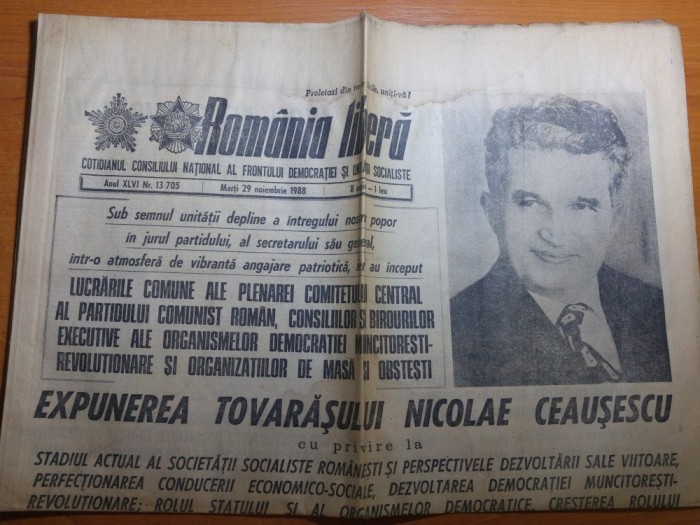 Proletari din uniți-vă!
România liberă
COTIDIANUL CONSILIULUI NAȚIONAL AL FRONTULUI DEMOCRAȚIEI ȘI SOCIALISTE
Anul XLVI Nr. 13 705
Marți 29 noiembrie 1988
8 1 leu
Sub semnul unității depline a întregului nostru popor
în jurul partidului, al secretarului său general,
într-o atmosferă de vibrantă angajare patriotică, au început
LUCRĂRILE COMUNE ALE PLENAREI COMITETULUI CENTRAL
AL PARTIDULUI COMUNIST ROMÂN, CONSILIILOR ȘI BIROURILOR
EXECUTIVE ALE ORGANISMELOR DEMOCRAȚIEI MUNCITOREȘTI-
REVOLUȚIONARE ȘI ORGANIZAȚIILOR DE MASĂ ȘI OBȘTEȘTI
EXPUNEREA TOVARĂȘULUI NICOLAE CEAUȘESCU
cu privire la
STADIUL ACTUAL AL SOCIETĂȚII SOCIALISTE ROMÂNEȘTI ȘI PERSPECTIVELE DEZVOLTĂRII SALE VIITOARE,
PERFECȚIONAREA CONDUCERII ECONOMICO-SOCIALE, DEZVOLTAREA DEMOCRAȚIEI MUNCITOREȘTI-
REVOLUȚIONARE; ROLUL STATULUI ȘI AL ORGANISMELOR DEMOCRATICE, CREȘTEREA ROLULUI